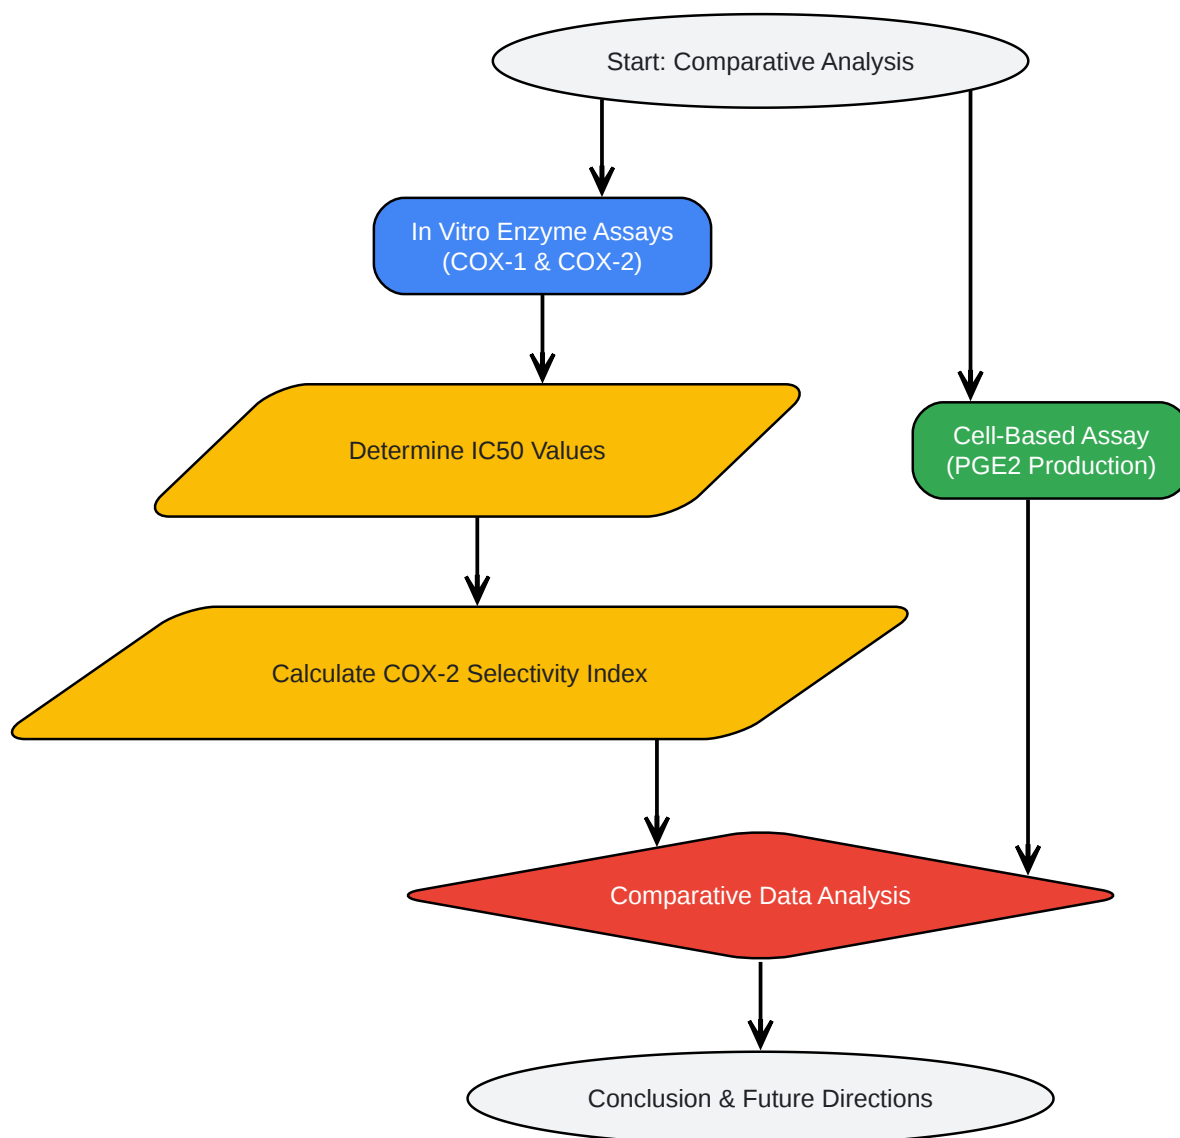 Start: Comparative Analysis
In Vitro Enzyme Assays
(COX-1 & COX-2)
Determine IC50 Values
Cell-Based Assay
(PGE2 Production)
Calculate COX-2 Selectivity Index
Comparative Data Analysis
Conclusion & Future Directions